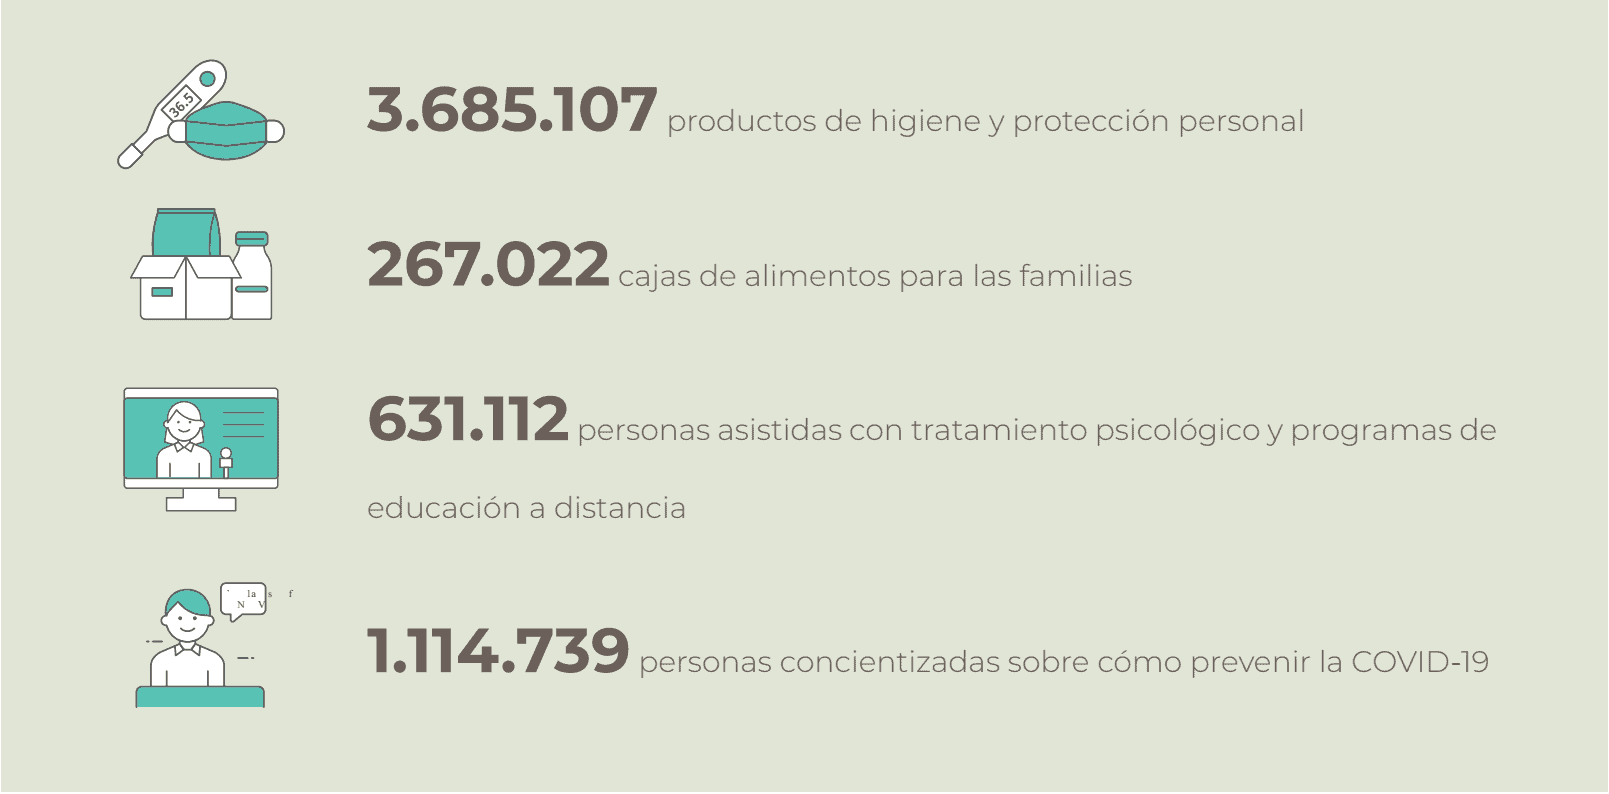 36.5
3.685.107 productos de higiene y protección personal
267.022 cajas de alimentos para las familias
631.112 personas asistidas con tratamiento psicológico y programas de
educación a distancia
la s f
N V
1.114.739 personas concientizadas sobre cómo prevenir la COVID-19